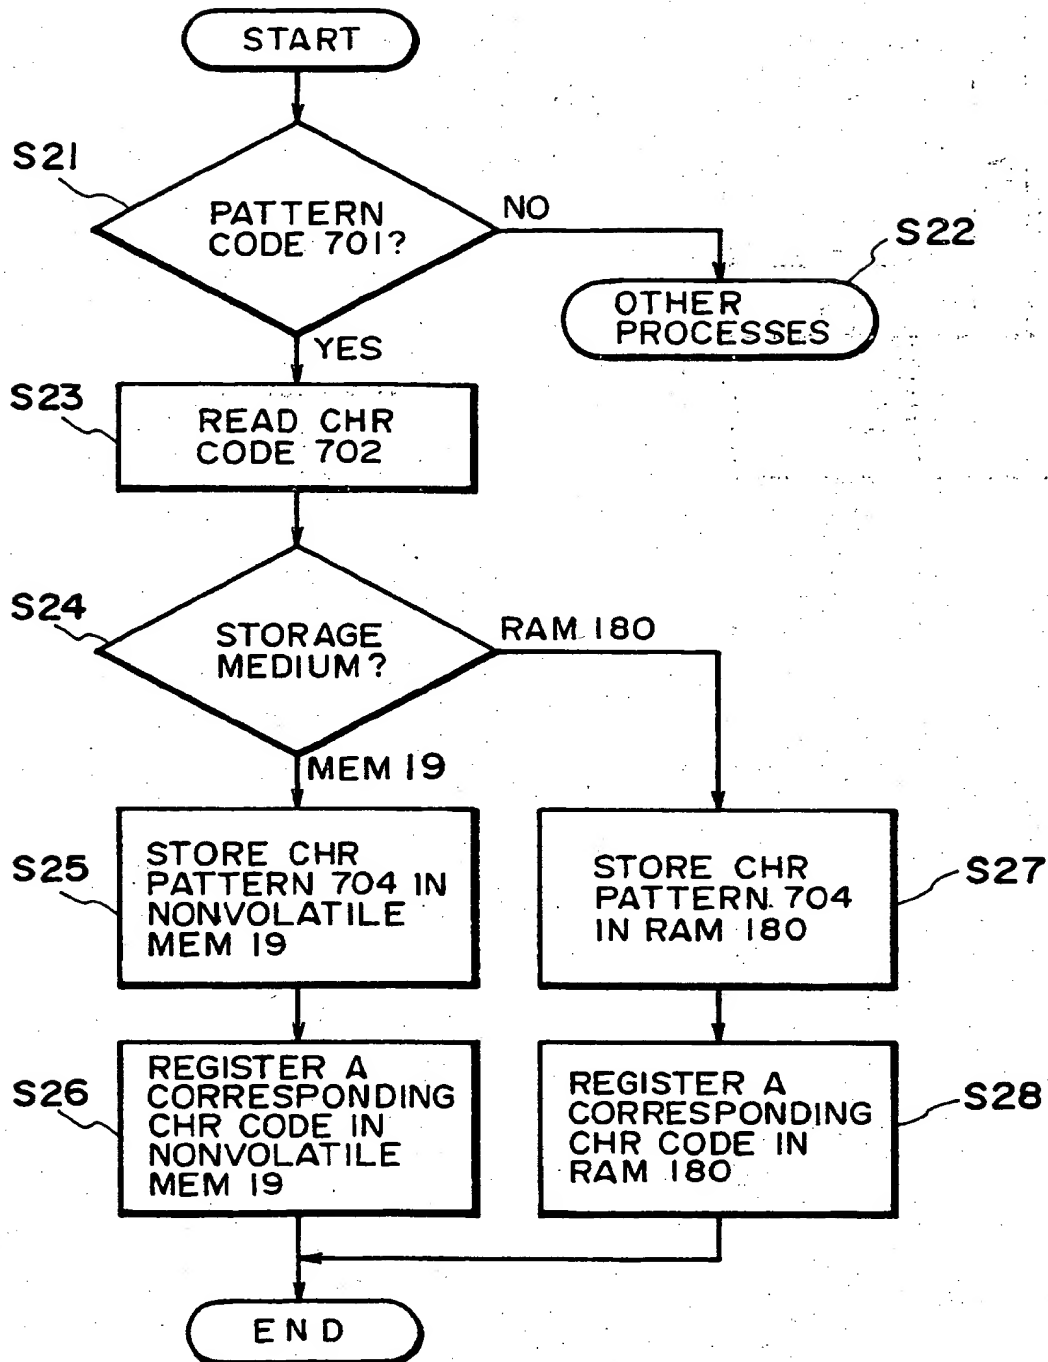 START
S21
PATTERN
CODE 701?
NO
S22
OTHER
PROCESSES
YES
S23
READ CHR
CODE 702
S24
STORAGE
MEDIUM?
RAM 180
MEM 19
S25
STORE CHR
PATTERN 704 IN
NONVOLATILE
MEM 19
STORE CHR
PATTERN 704
IN RAM 180
S27
S26
REGISTER A
CORRESPONDING
CHR CODE IN
NONVOLATILE
MEM 19
REGISTER A
CORRESPONDING
CHR CODE IN
RAM 180
S28
END